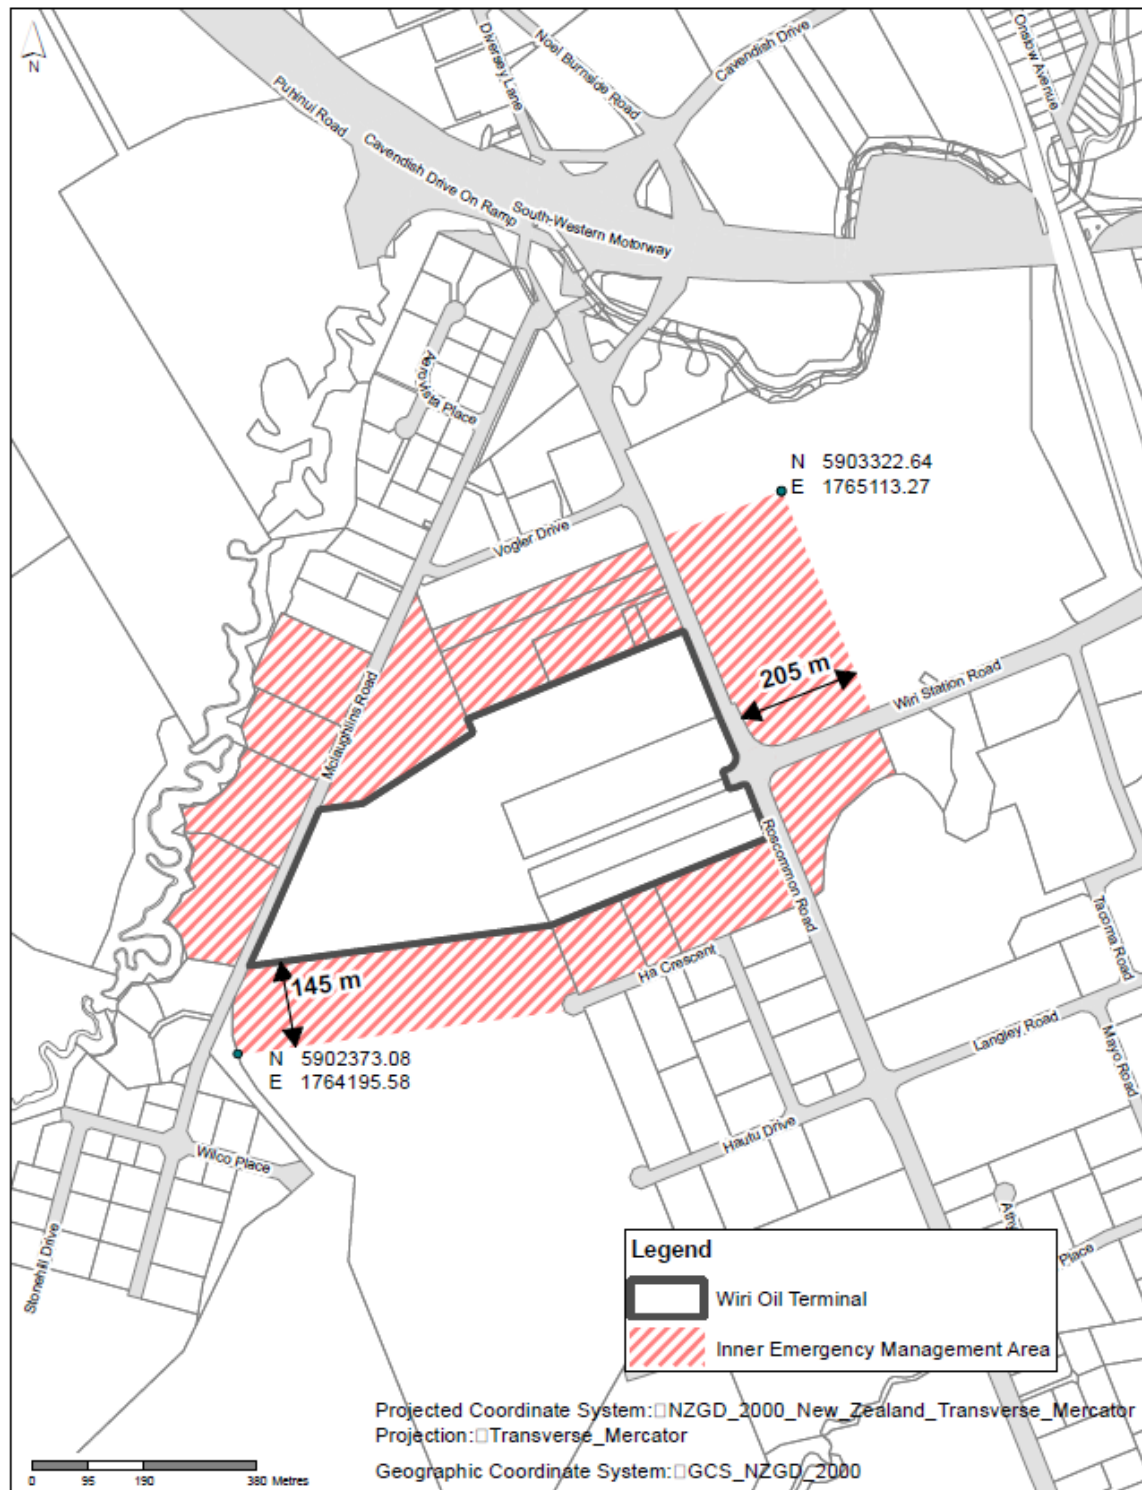 N
Diversey Lane
Noel Burnside Road
Cavendish Drive
Onslow Avenue
Puhinui Road
Cavendish Drive On Ramp
South-Western Motorway
Aerovista Place
N 5903322.64
E 1765113.27
Vogler Drive
205 m
Wiri Station Road
Mclaughlins Road
Roscommon Road
Tacoma Road
Ha Crescent
145 m
Langley Road
Mayo Road
N 5902373.08
E 1764195.58
Hautu Drive
Wilco Place
Stonehill Drive
Place
Legend
Wiri Oil Terminal
Inner Emergency Management Area
Projected Coordinate System:□NZGD_2000_New_Zealand_Transverse_Mercator
Projection:□Transverse_Mercator
Geographic Coordinate System:□GCS_NZGD_2000
0 95 190 380 Metres